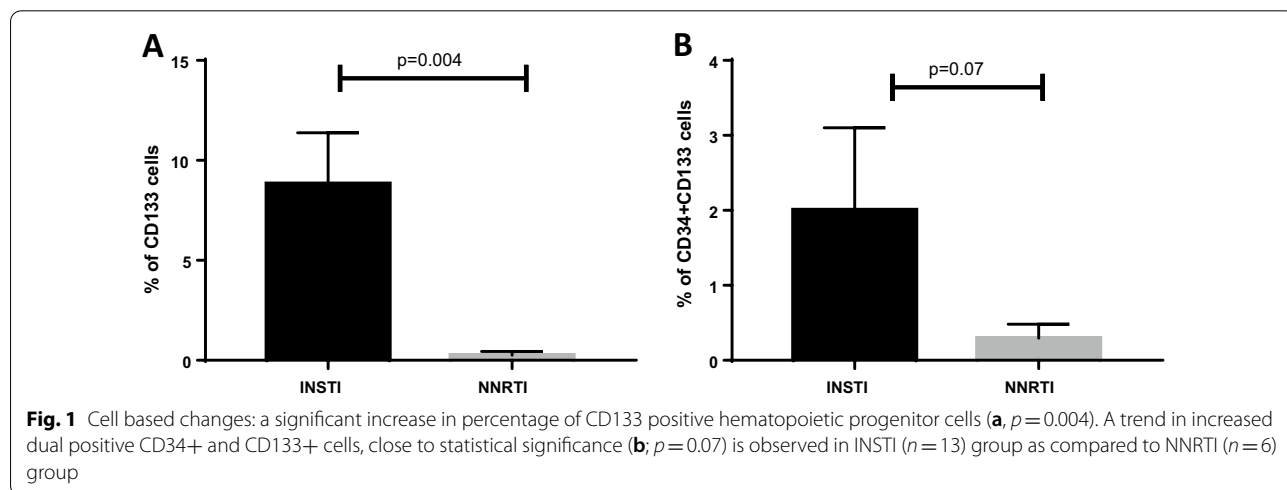 A
B
p=0.004
p=0.07
15
10
5
0
% of CD133 cells
INSTI
NNRTI
4
3
2
1
0
% of CD34+CD133 cells
INSTI
NNRTI
Fig. 1 Cell based changes: a significant increase in percentage of CD133 positive hematopoietic progenitor cells (a, p = 0.004). A trend in increased
dual positive CD34+ and CD133+ cells, close to statistical significance (b; p = 0.07) is observed in INSTI (n = 13) group as compared to NNRTI (n = 6)
group